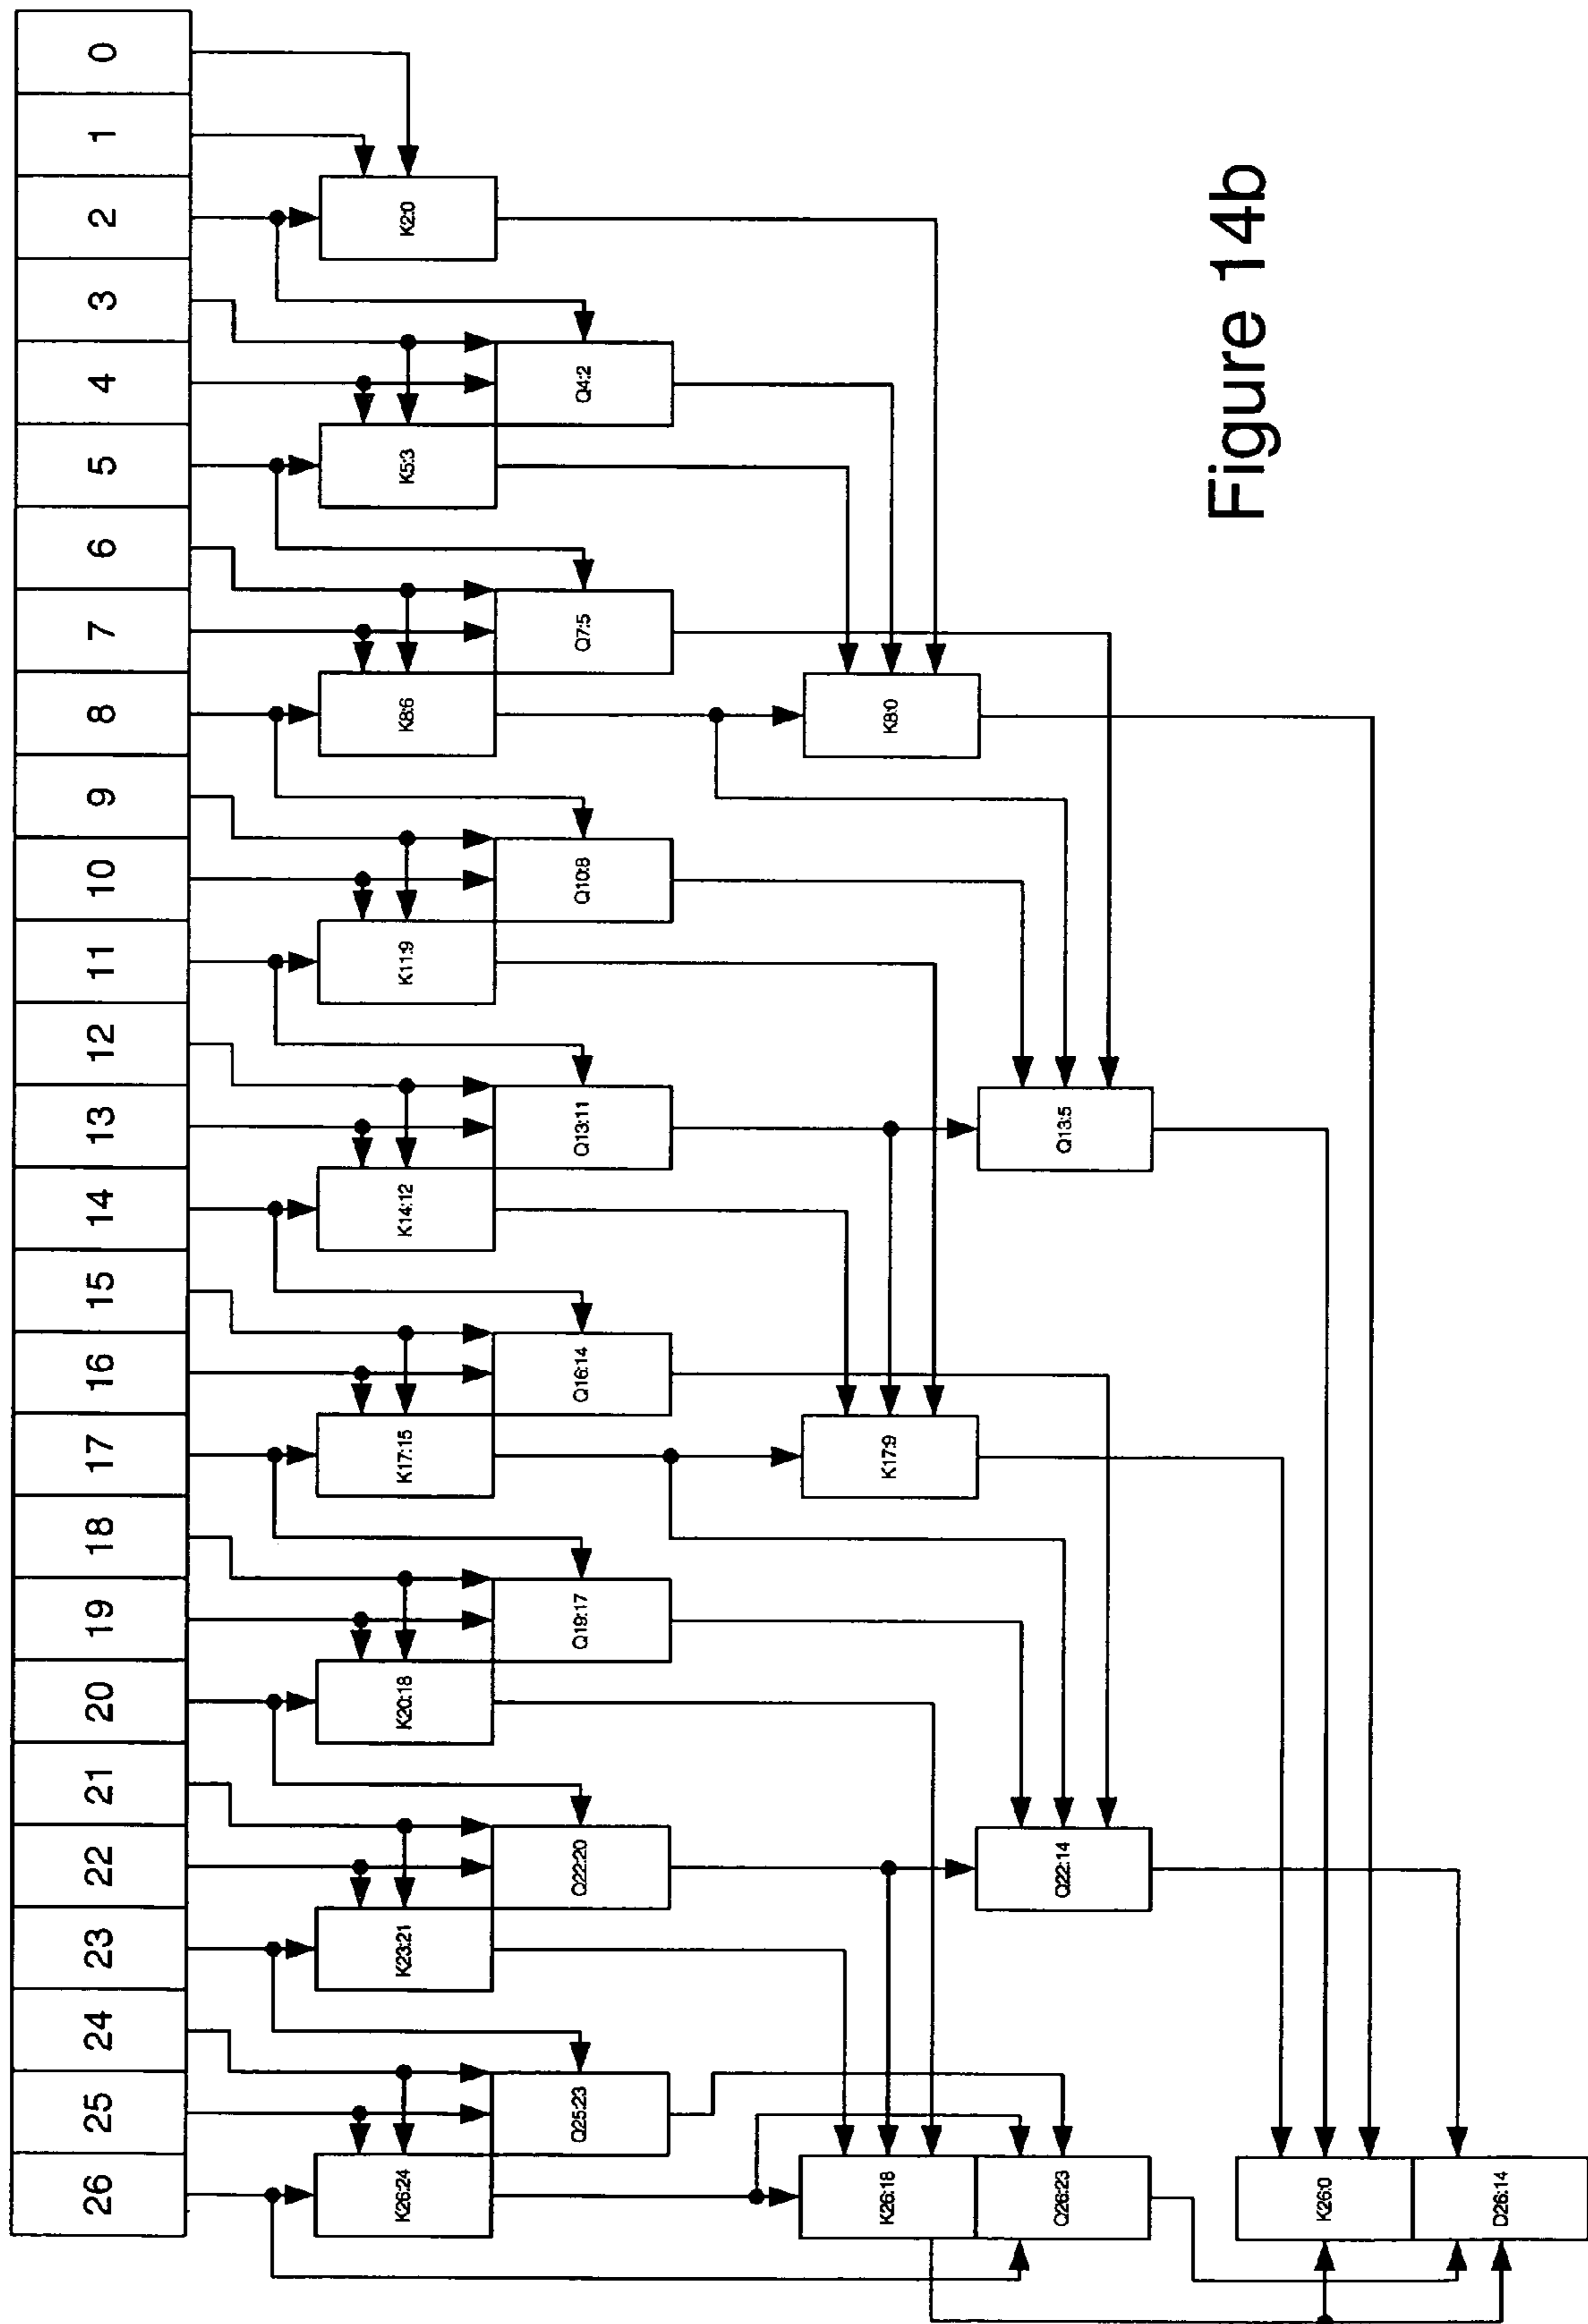 26 25 24 23 22 21 20 19 18 17 16 15 14 13 12 11 10 9 8 7 6 5 4 3 2 1 0
K26:24 K23:21 K20:18 K17:15 K14:12 K11:9 K8:6 K5:3 K2:0
Q25:23 Q22:20 Q19:17 Q16:14 Q13:11 Q10:8 Q7:5 Q4:2
K26:18 K17:9 K8:0
Q26:23 Q22:14 Q13:5
K26:0
D26:14
Figure 14b